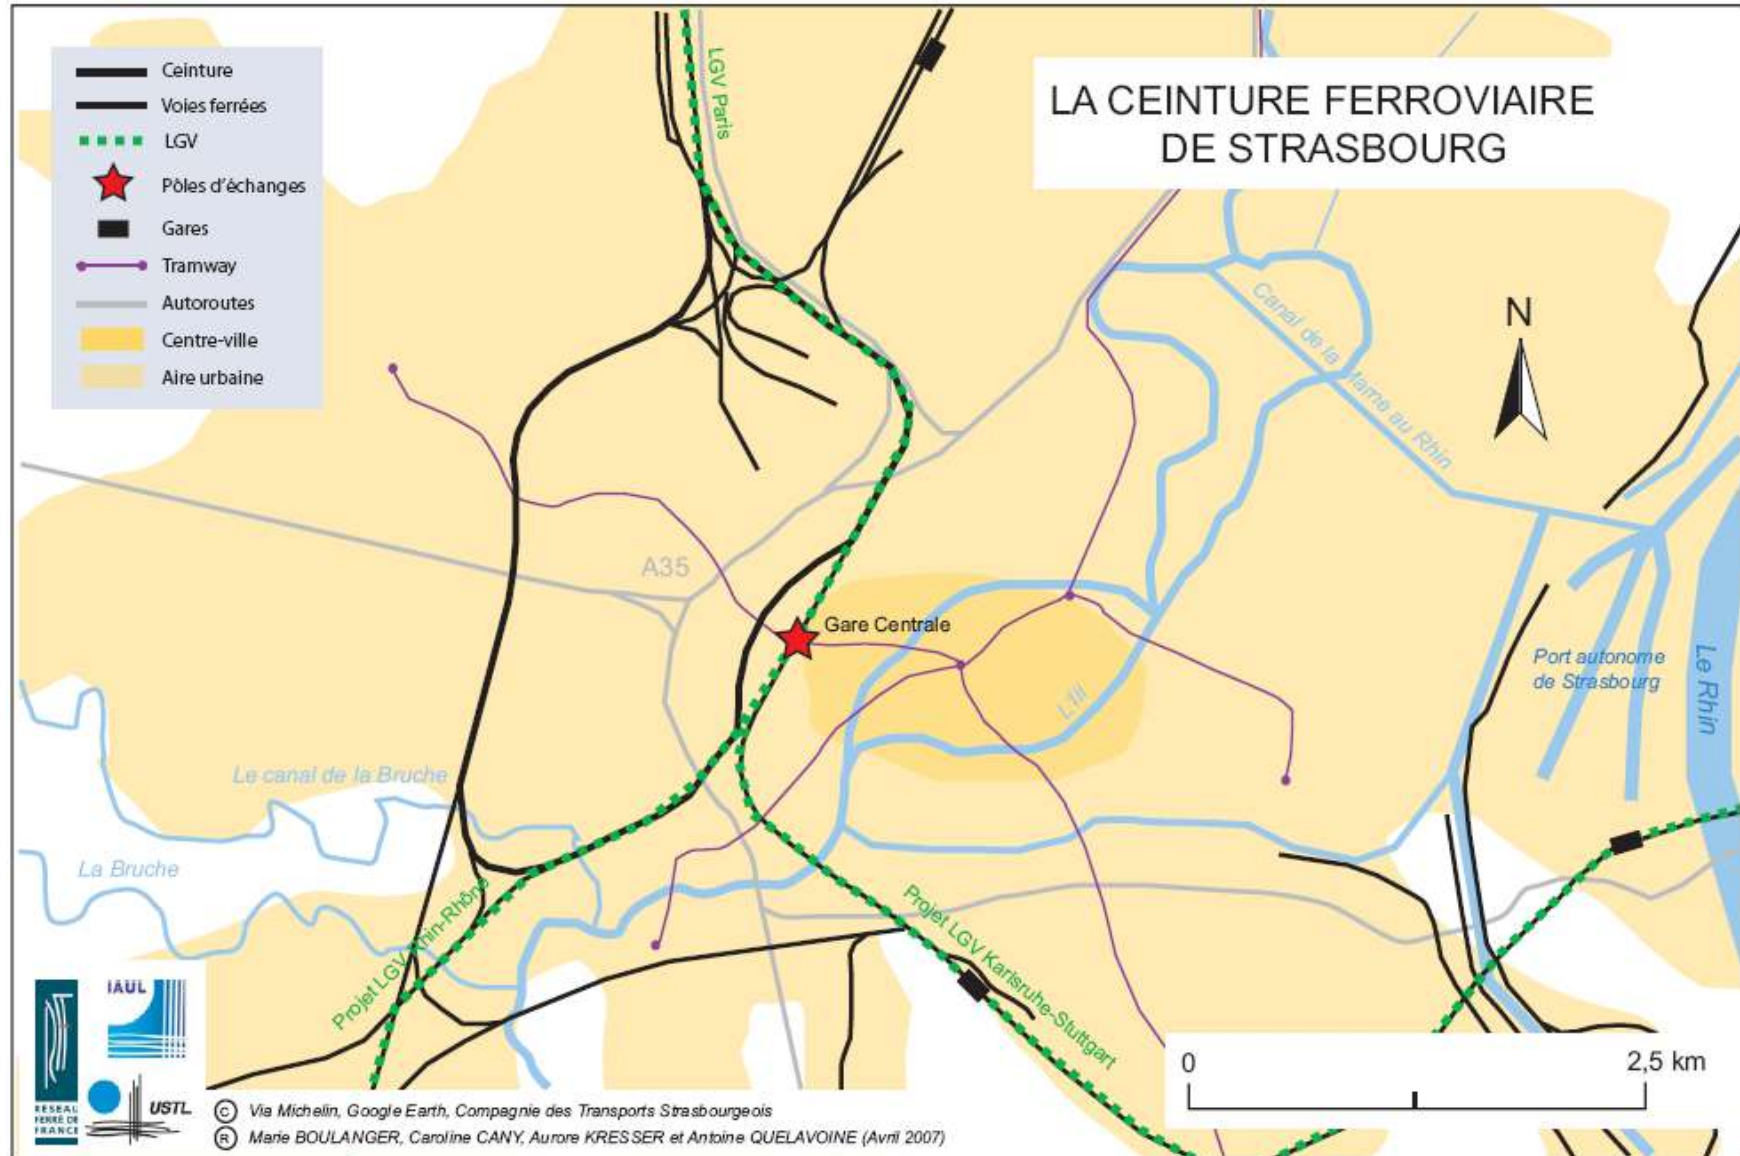 Ceinture
Voies ferrées
LGV
Pôles d'échanges
Gares
Tramway
Autoroutes
Centre-ville
Aire urbaine
LGV Paris
LA CEINTURE FERROVIAIRE
DE STRASBOURG
N
Canal de la Marne au Rhin
A35
Gare Centrale
L'Ill
Port autonome
de Strasbourg
Le Rhin
Le canal de la Bruche
La Bruche
Projet LGV Rhin-Rhône
Projet LGV Karlsruhe-Stuttgart
0
2,5 km
IAUL
RÉSEAU
FERRÉ DE
FRANCE
USTL
C Via Michelin, Google Earth, Compagnie des Transports Strasbourgeois
R Marie BOULANGER, Caroline CANY, Aurore KRESSER et Antoine QUELAVOINE (Avril 2007)